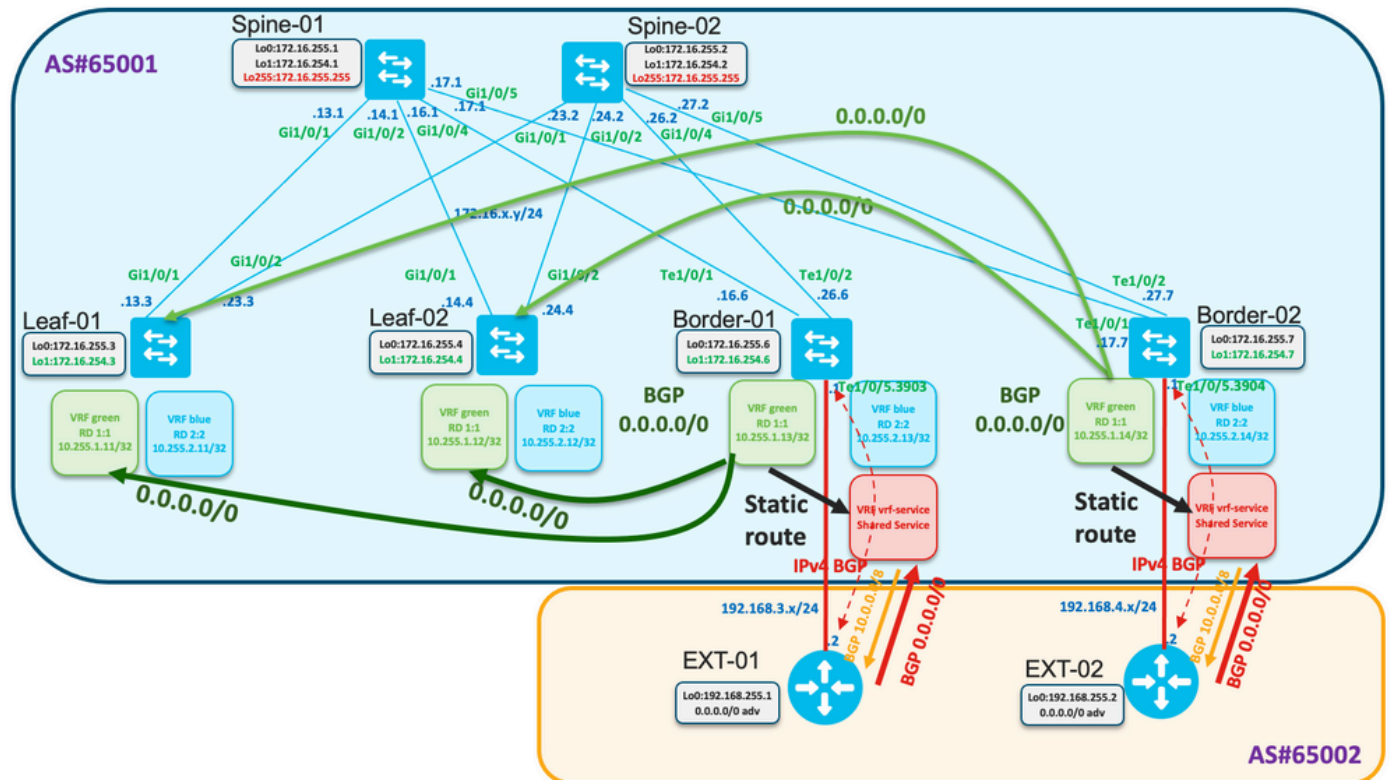 Spine-01
Lo0:172.16.255.1
Lo1:172.16.254.1
Lo255:172.16.255.255
Spine-02
Lo0:172.16.255.2
Lo1:172.16.254.2
Lo255:172.16.255.255
AS#65001
.17.1
Gi1/0/5
.13.1
.14.1
.16.1
.17.1
Gi1/0/1
Gi1/0/2
Gi1/0/4
.27.2
Gi1/0/5
.23.2
.24.2
.26.2
Gi1/0/1
Gi1/0/2
Gi1/0/4
0.0.0.0/0
0.0.0.0/0
172.16.x.y/24
Gi1/0/1
Gi1/0/2
.13.3
.23.3
Gi1/0/1
Gi1/0/2
.14.4
.24.4
Te1/0/1
Te1/0/2
.16.6
.26.6
Te1/0/2
.27.7
Te1/0/1
.17.7
Leaf-01
Lo0:172.16.255.3
Lo1:172.16.254.3
Leaf-02
Lo0:172.16.255.4
Lo1:172.16.254.4
Border-01
Lo0:172.16.255.6
Lo1:172.16.254.6
Border-02
Lo0:172.16.255.7
Lo1:172.16.254.7
VRF green
RD 1:1
10.255.1.11/32
VRF blue
RD 2:2
10.255.2.11/32
VRF green
RD 1:1
10.255.1.12/32
VRF blue
RD 2:2
10.255.2.12/32
BGP
0.0.0.0/0
VRF green
RD 1:1
10.255.1.13/32
.1
Te1/0/5.3903
VRF blue
RD 2:2
10.255.2.13/32
BGP
0.0.0.0/0
VRF green
RD 1:1
10.255.1.14/32
.1
Te1/0/5.3904
VRF blue
RD 2:2
10.255.2.14/32
0.0.0.0/0
0.0.0.0/0
Static
route
VRF vrf-service
Shared Service
Static
route
VRF vrf-service
Shared Service
IPv4 BGP
IPv4 BGP
192.168.3.x/24
.2
BGP 10.0.0.0/8
BGP 0.0.0.0/0
192.168.4.x/24
.2
BGP 10.0.0.0/8
BGP 0.0.0.0/0
EXT-01
Lo0:192.168.255.1
0.0.0.0/0 adv
EXT-02
Lo0:192.168.255.2
0.0.0.0/0 adv
AS#65002